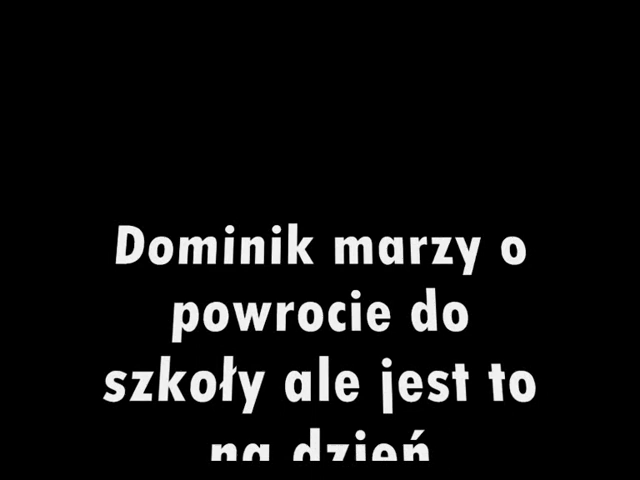 Dominik marzy o
powrocie do
szkoły ale jest to
na dzień